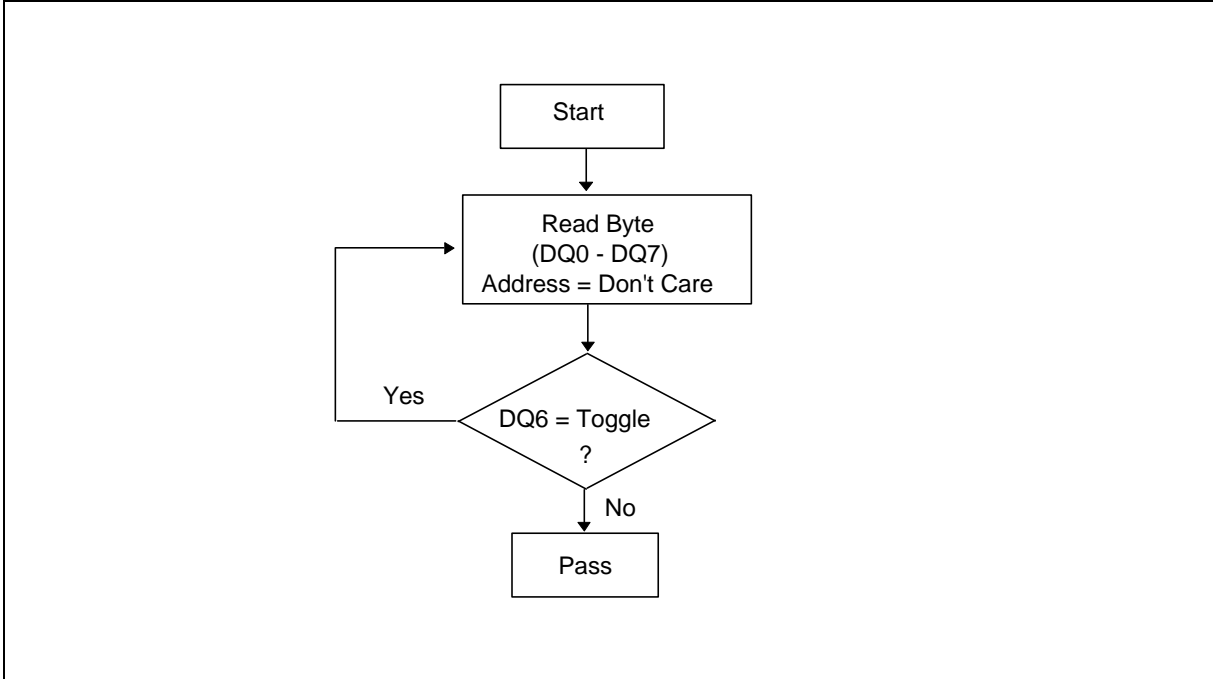 Start
Read Byte
(DQ0 - DQ7)
Address = Don't Care
Yes
DQ6 = Toggle
?
No
Pass